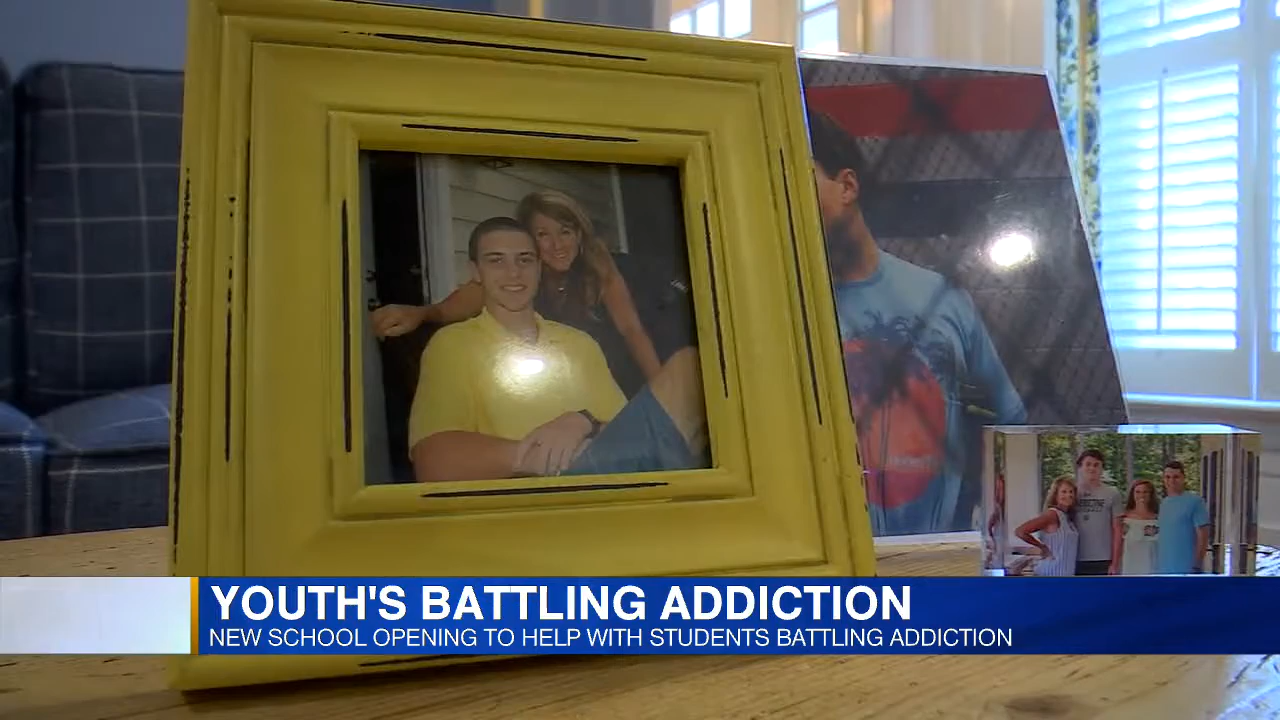 YOUTH'S BATTLING ADDICTION
NEW SCHOOL OPENING TO HELP WITH STUDENTS BATTLING ADDICTION